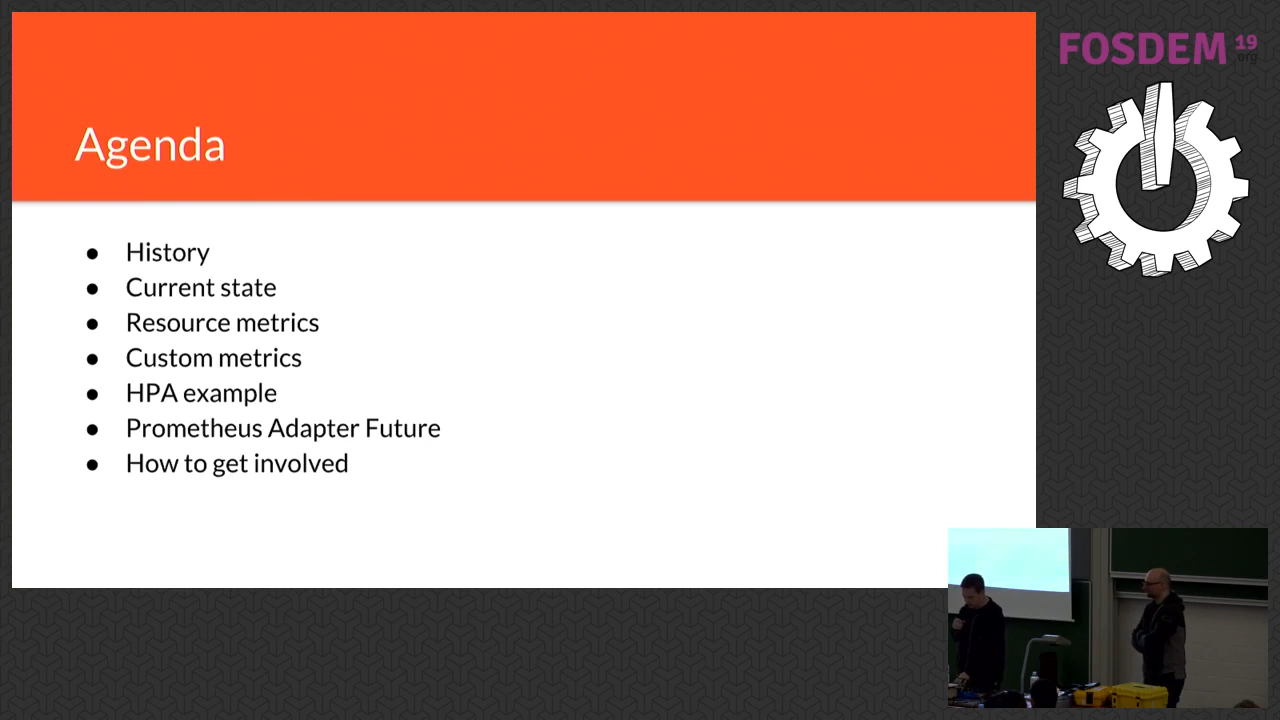 Agenda
● History
● Current state
● Resource metrics
● Custom metrics
● HPA example
● Prometheus Adapter Future
● How to get involved
FOSDEM 19
.org